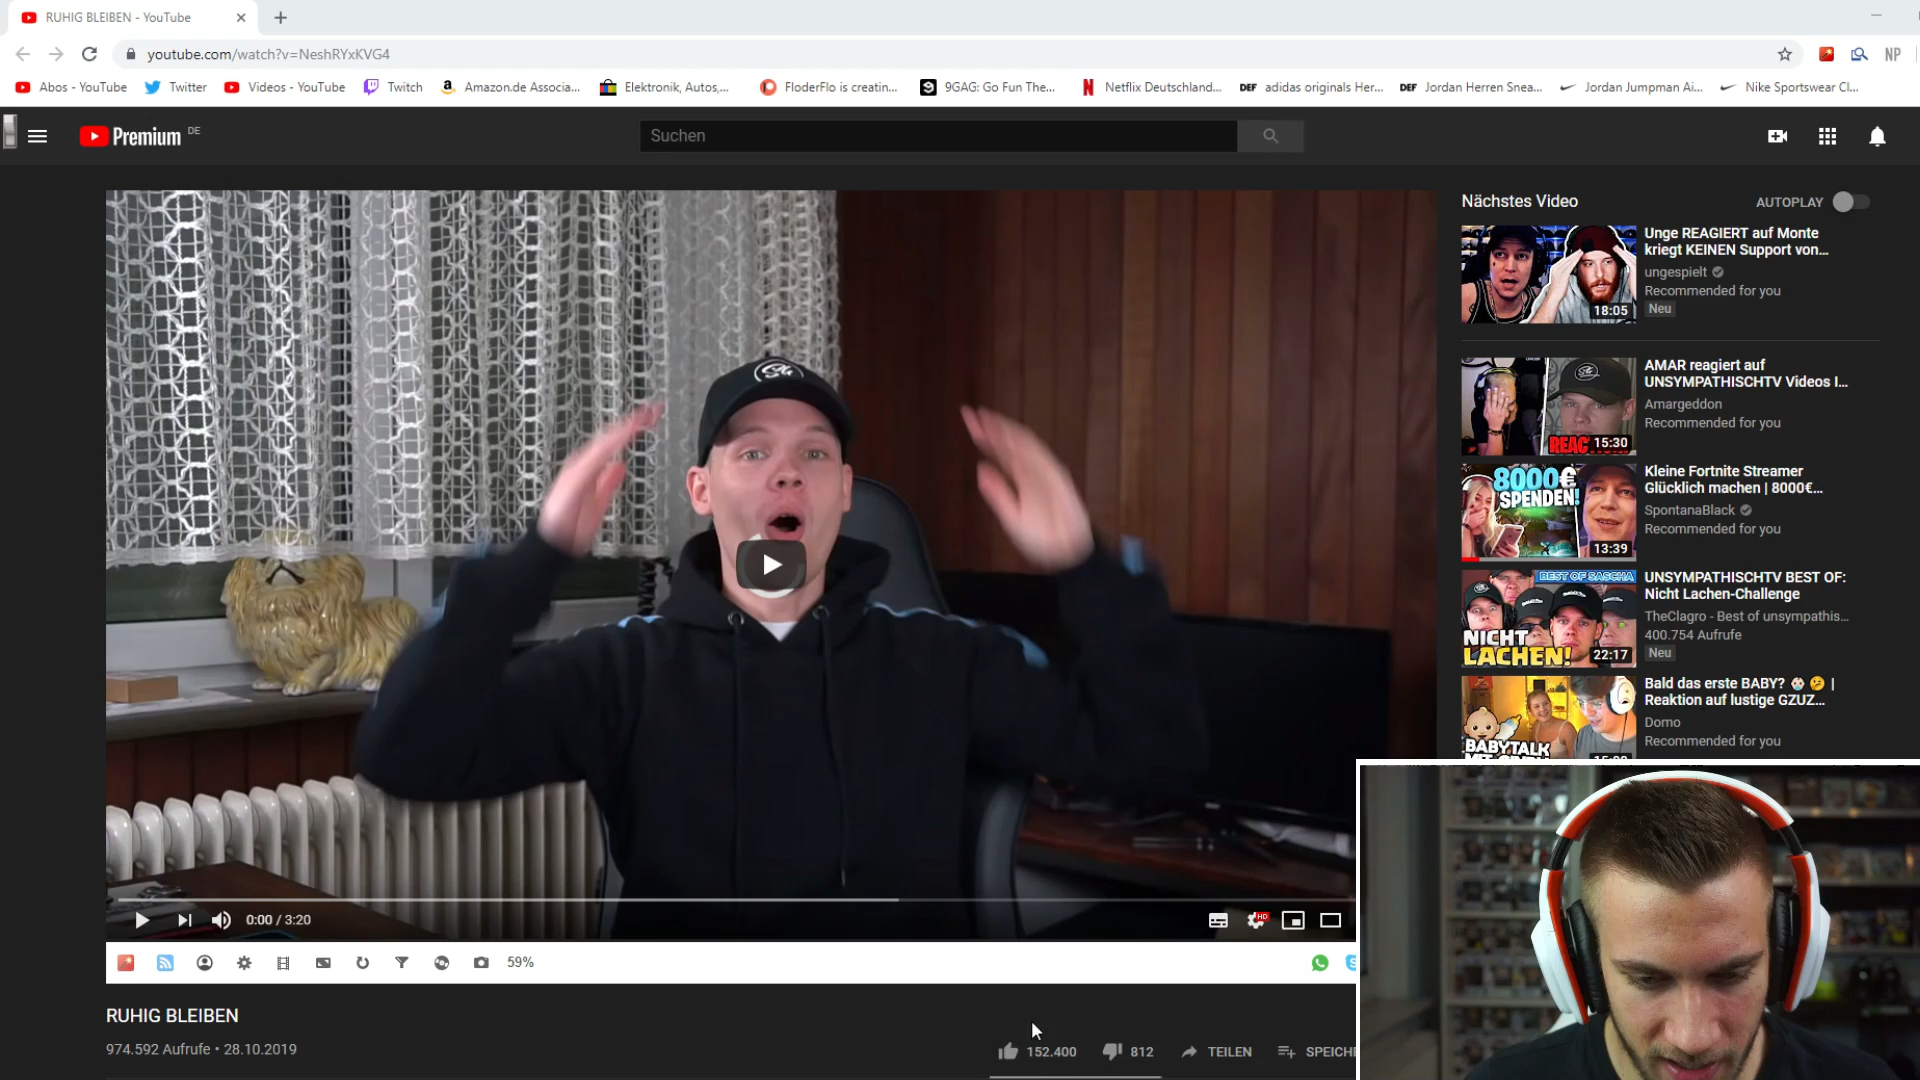 RUHIG BLEIBEN - YouTube
youtube.com/watch?v=NeshRYxKVG4
NP
Abos - YouTube
Twitter
Videos - YouTube
Twitch
Amazon.de Associa...
Elektronik, Autos,...
FloderFlo is creatin...
9GAG: Go Fun The...
Netflix Deutschland...
DEF adidas originals Her...
DEF Jordan Herren Snea...
Jordan Jumpman Ai...
Nike Sportswear Cl...
Premium DE
Suchen
Nächstes Video
AUTOPLAY
18:05
Unge REAGIERT auf Monte
kriegt KEINEN Support von...
ungespielt
Recommended for you
Neu
REAC
15:30
AMAR reagiert auf
UNSYMPATHISCHTV Videos I...
Amargeddon
Recommended for you
8000€
SPENDEN!
13:39
Kleine Fortnite Streamer
Glücklich machen | 8000€...
SpontanaBlack
Recommended for you
BEST OF SASCHA
NICHT
LACHEN!
22:17
UNSYMPATHISCHTV BEST OF:
Nicht Lachen-Challenge
TheClagro - Best of unsympathis...
400.754 Aufrufe
Neu
BABYTALK
Bald das erste BABY? 👶🏻 🤔 |
Reaktion auf lustige GZUZ...
Domo
Recommended for you
0:00 / 3:20
HD
59%
RUHIG BLEIBEN
974.592 Aufrufe • 28.10.2019
152.400
812
TEILEN
SPEICHE